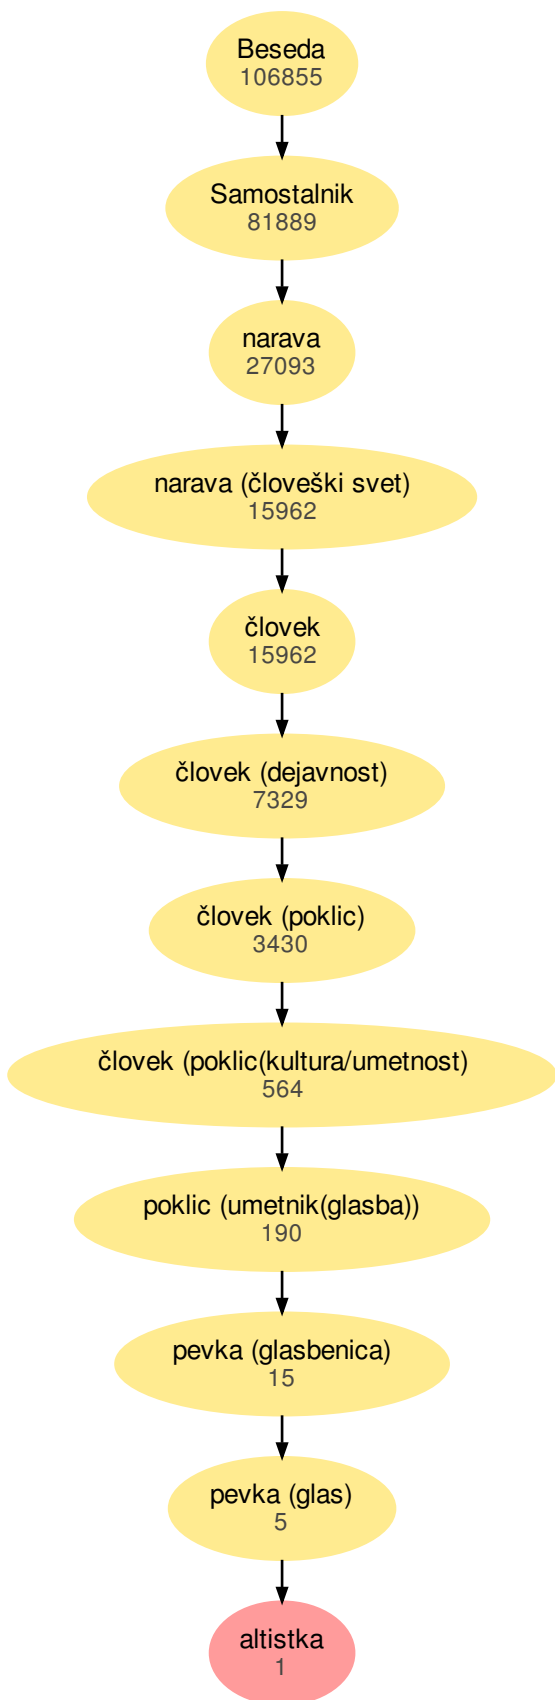 Beseda
106855
Samostalnik
81889
narava
27093
narava (človeški svet)
15962
človek
15962
človek (dejavnost)
7329
človek (poklic)
3430
človek (poklic(kultura/umetnost)
564
poklic (umetnik(glasba))
190
pevka (glasbenica)
15
pevka (glas)
5
altistka
1